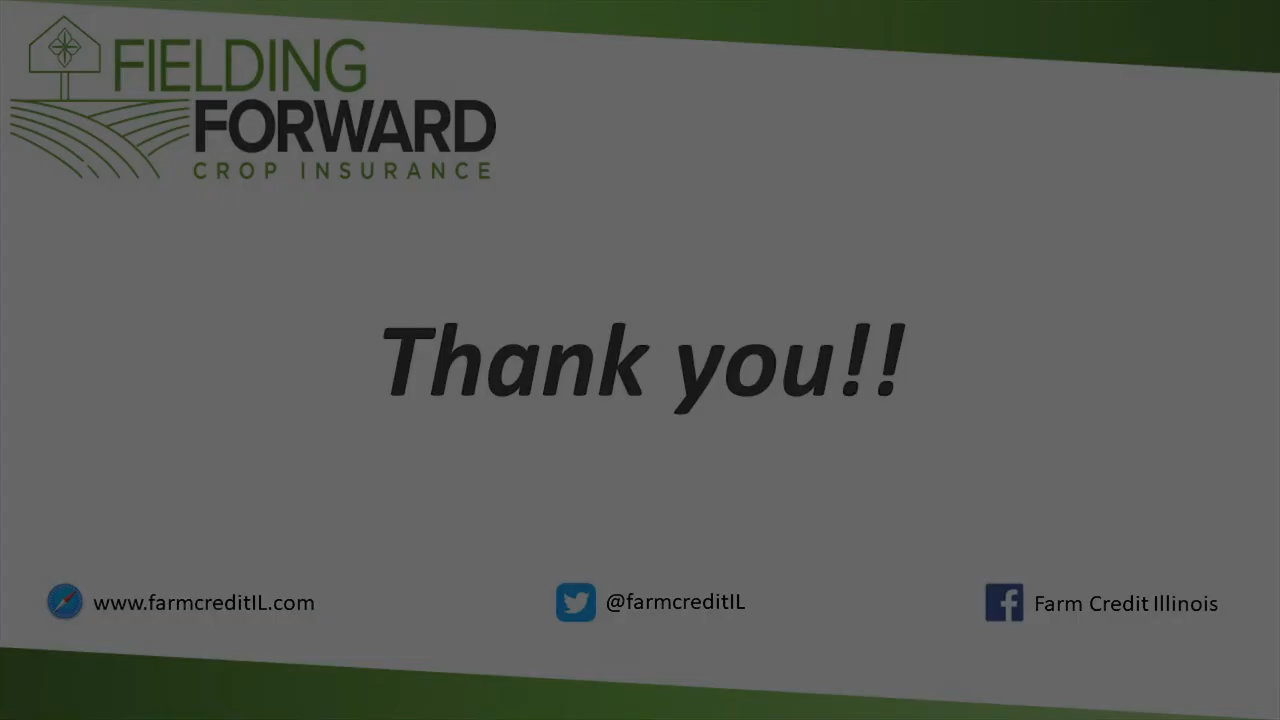 FIELDING
FORWARD
CROP INSURANCE
Thank you!!
www.farmcreditIL.com
@farmcreditIL
Farm Credit Illinois